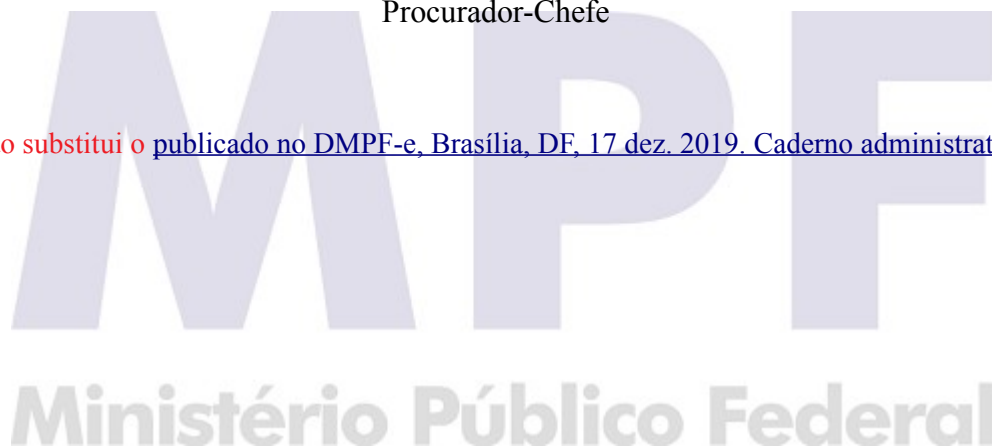 Procurador-Chefe
o substitui o publicado no DMPF-e, Brasília, DF, 17 dez. 2019. Caderno administrat
MPF
Ministério Público Federal